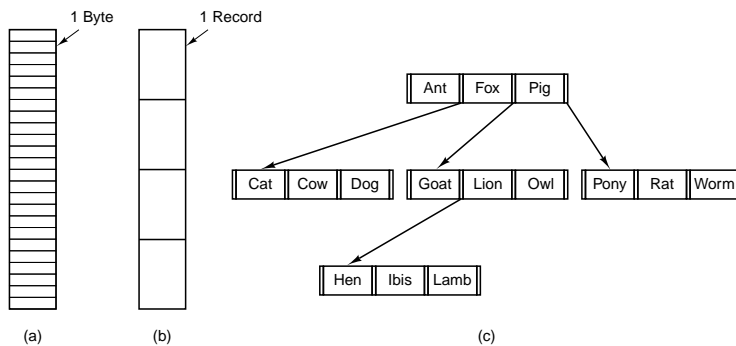 1 Byte
1 Record
Ant Fox Pig
Cat Cow Dog
Goat Lion Owl
Pony Rat Worm
Hen Ibis Lamb
(a)
(b)
(c)